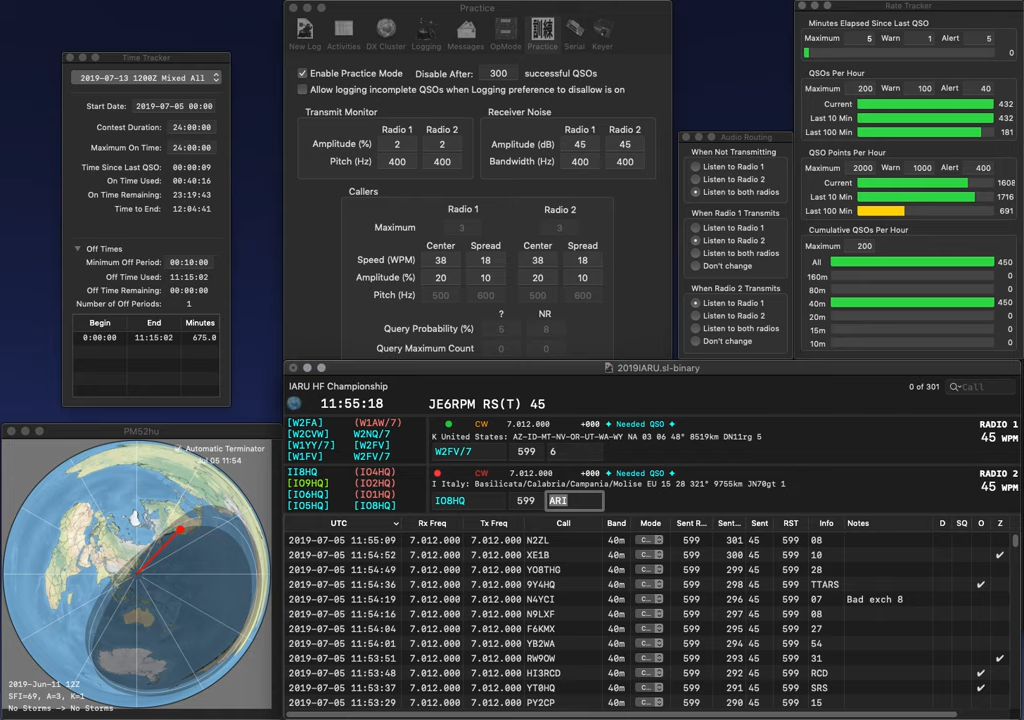 Time Tracker
2019-07-13 1200Z Mixed All
Start Date: 2019-07-05 00:00
Contest Duration: 24:00:00
Maximum On Time: 24:00:00
Time Since Last QSO: 00:00:09
On Time Used: 00:40:16
On Time Remaining: 23:19:43
Time to End: 12:04:41
Off Times
Minimum Off Period: 00:10:00
Off Time Used: 11:15:02
Off Time Remaining: 00:00:00
Number of Off Periods: 1
Begin End Minutes
0:00:00 11:15:02 675.0
PM52hu
Automatic Terminator
Jul 05 11:54
2019-Jun-11 12Z
SFI=69, A=3, K=1
No Storms -> No Storms
Practice
New Log Activities DX Cluster Logging Messages OpMode Practice Serial Keyer
訓練
Enable Practice Mode Disable After: 300 successful QSOs
Allow logging incomplete QSOs when Logging preference to disallow is on
Transmit Monitor
Radio 1 Radio 2
Amplitude (%) 2 2
Pitch (Hz) 400 400
Receiver Noise
Radio 1 Radio 2
Amplitude (dB) 45 45
Bandwidth (Hz) 400 400
Callers
Radio 1 Radio 2
Maximum 3 3
Center Spread Center Spread
Speed (WPM) 38 18 38 18
Amplitude (%) 20 10 20 10
Pitch (Hz) 500 600 500 600
? NR
Query Probability (%) 5 8
Query Maximum Count 0 0
Audio Routing
When Not Transmitting
Listen to Radio 1
Listen to Radio 2
Listen to both radios
When Radio 1 Transmits
Listen to Radio 1
Listen to Radio 2
Listen to both radios
Don't change
When Radio 2 Transmits
Listen to Radio 1
Listen to Radio 2
Listen to both radios
Don't change
Rate Tracker
Minutes Elapsed Since Last QSO
Maximum 5 Warn 1 Alert 5
0
QSOs Per Hour
Maximum 200 Warn 100 Alert 40
Current 432
Last 10 Min 432
Last 100 Min 181
QSO Points Per Hour
Maximum 2000 Warn 1000 Alert 400
Current 1608
Last 10 Min 1716
Last 100 Min 691
Cumulative QSOs Per Hour
Maximum 200
All 450
160m 0
80m 0
40m 450
20m 0
15m 0
10m 0
2019IARU.sl-binary
IARU HF Championship
0 of 301 Call
11:55:18 JE6RPM RS(T) 45
[W2FA] (W1AW/7)
[W2CVW] W2NQ/7
[W1YY/7] [W2FV]
[W1FV] W2FV/7
CW 7.012.000 +000 ✦ Needed QSO ✦
K United States: AZ-ID-MT-NV-OR-UT-WA-WY NA 03 06 48° 8519km DN11rg 5
W2FV/7 599 6
RADIO 1
45 WPM
II8HQ (IO4HQ)
[IO9HQ] (IO2HQ)
[IO6HQ] (IO1HQ)
[IO5HQ] [IO8HQ]
CW 7.012.000 +000 ✦ Needed QSO ✦
I Italy: Basilicata/Calabria/Campania/Molise EU 15 28 321° 9755km JN70gt 1
IO8HQ 599 ARI
RADIO 2
45 WPM
UTC Rx Freq Tx Freq Call Band Mode Sent R... Sent... Sent RST Info Notes D SQ O Z
2019-07-05 11:55:09 7.012.000 7.012.000 N2ZL 40m C... 599 301 45 599 08
2019-07-05 11:54:52 7.012.000 7.012.000 XE1B 40m C... 599 300 45 599 10 ✔
2019-07-05 11:54:49 7.012.000 7.012.000 YO8THG 40m C... 599 299 45 599 28
2019-07-05 11:54:36 7.012.000 7.012.000 9Y4HQ 40m C... 599 298 45 599 TTARS ✔
2019-07-05 11:54:19 7.012.000 7.012.000 N4YCI 40m C... 599 296 45 599 07 Bad exch 8
2019-07-05 11:54:16 7.012.000 7.012.000 N9LXF 40m C... 599 297 45 599 08
2019-07-05 11:54:04 7.012.000 7.012.000 F6KMX 40m C... 599 295 45 599 27
2019-07-05 11:54:01 7.012.000 7.012.000 YB2WA 40m C... 599 294 45 599 54
2019-07-05 11:53:51 7.012.000 7.012.000 RW9OW 40m C... 599 293 45 599 31 ✔
2019-07-05 11:53:48 7.012.000 7.012.000 HI3RCD 40m C... 599 292 45 599 RCD ✔
2019-07-05 11:53:37 7.012.000 7.012.000 YT0HQ 40m C... 599 291 45 599 SRS ✔
2019-07-05 11:53:29 7.012.000 7.012.000 PY2CP 40m C... 599 290 45 599 15